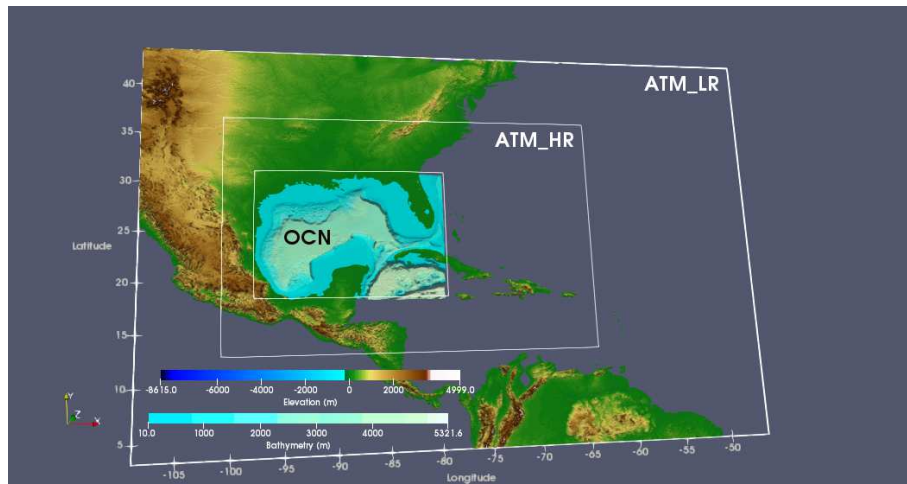 ATM_LR
ATM_HR
OCN
40
35
30
25
20
15
10
5
Latitude
-8615.0 -6000 -4000 -2000 0 2000 4999.0
Elevation (m)
10.0 1000 2000 3000 4000 5321.6
Bathymetry (m)
Y
Z
X
-105 -100 -95 -90 -85 -80 -75 -70 -65 -60 -55 -50
Longitude